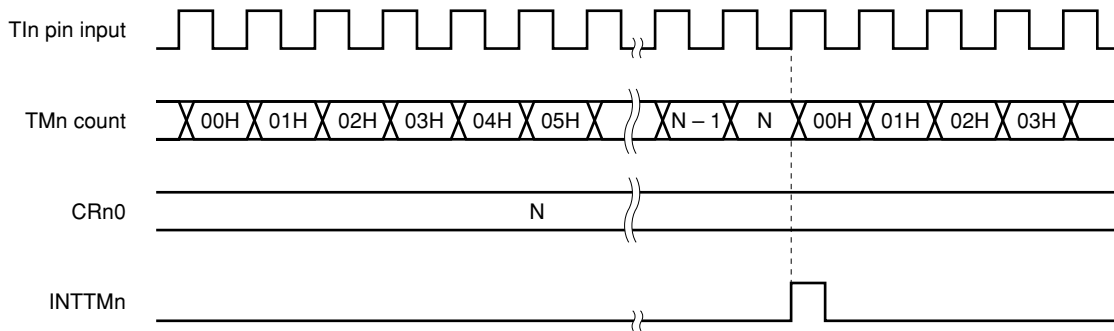 TIn pin input
TMn count 00H 01H 02H 03H 04H 05H N – 1 N 00H 01H 02H 03H
CRn0 N
INTTMn